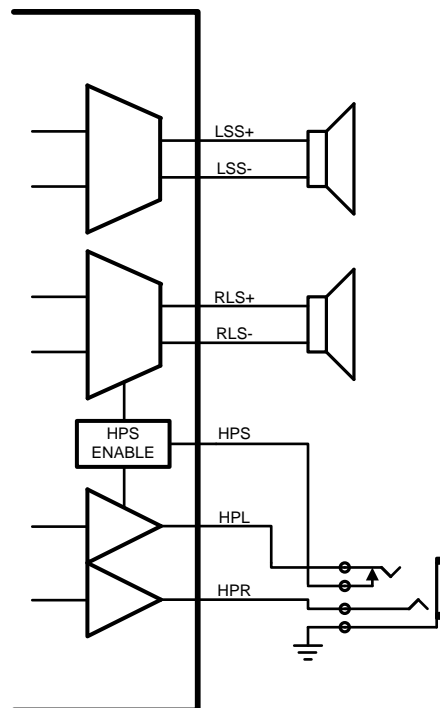 LSS+
LSS-
RLS+
RLS-
HPS
ENABLE
HPS
HPL
HPR